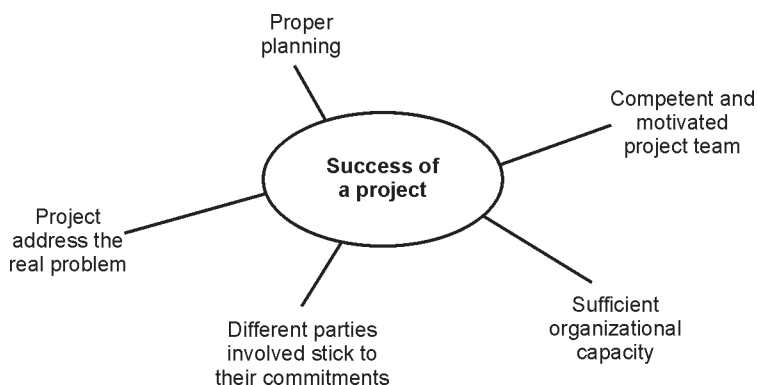 Proper
planning
Competent and
motivated
project team
Success of
a project
Project
address the
real problem
Sufficient
organizational
capacity
Different parties
involved stick to
their commitments